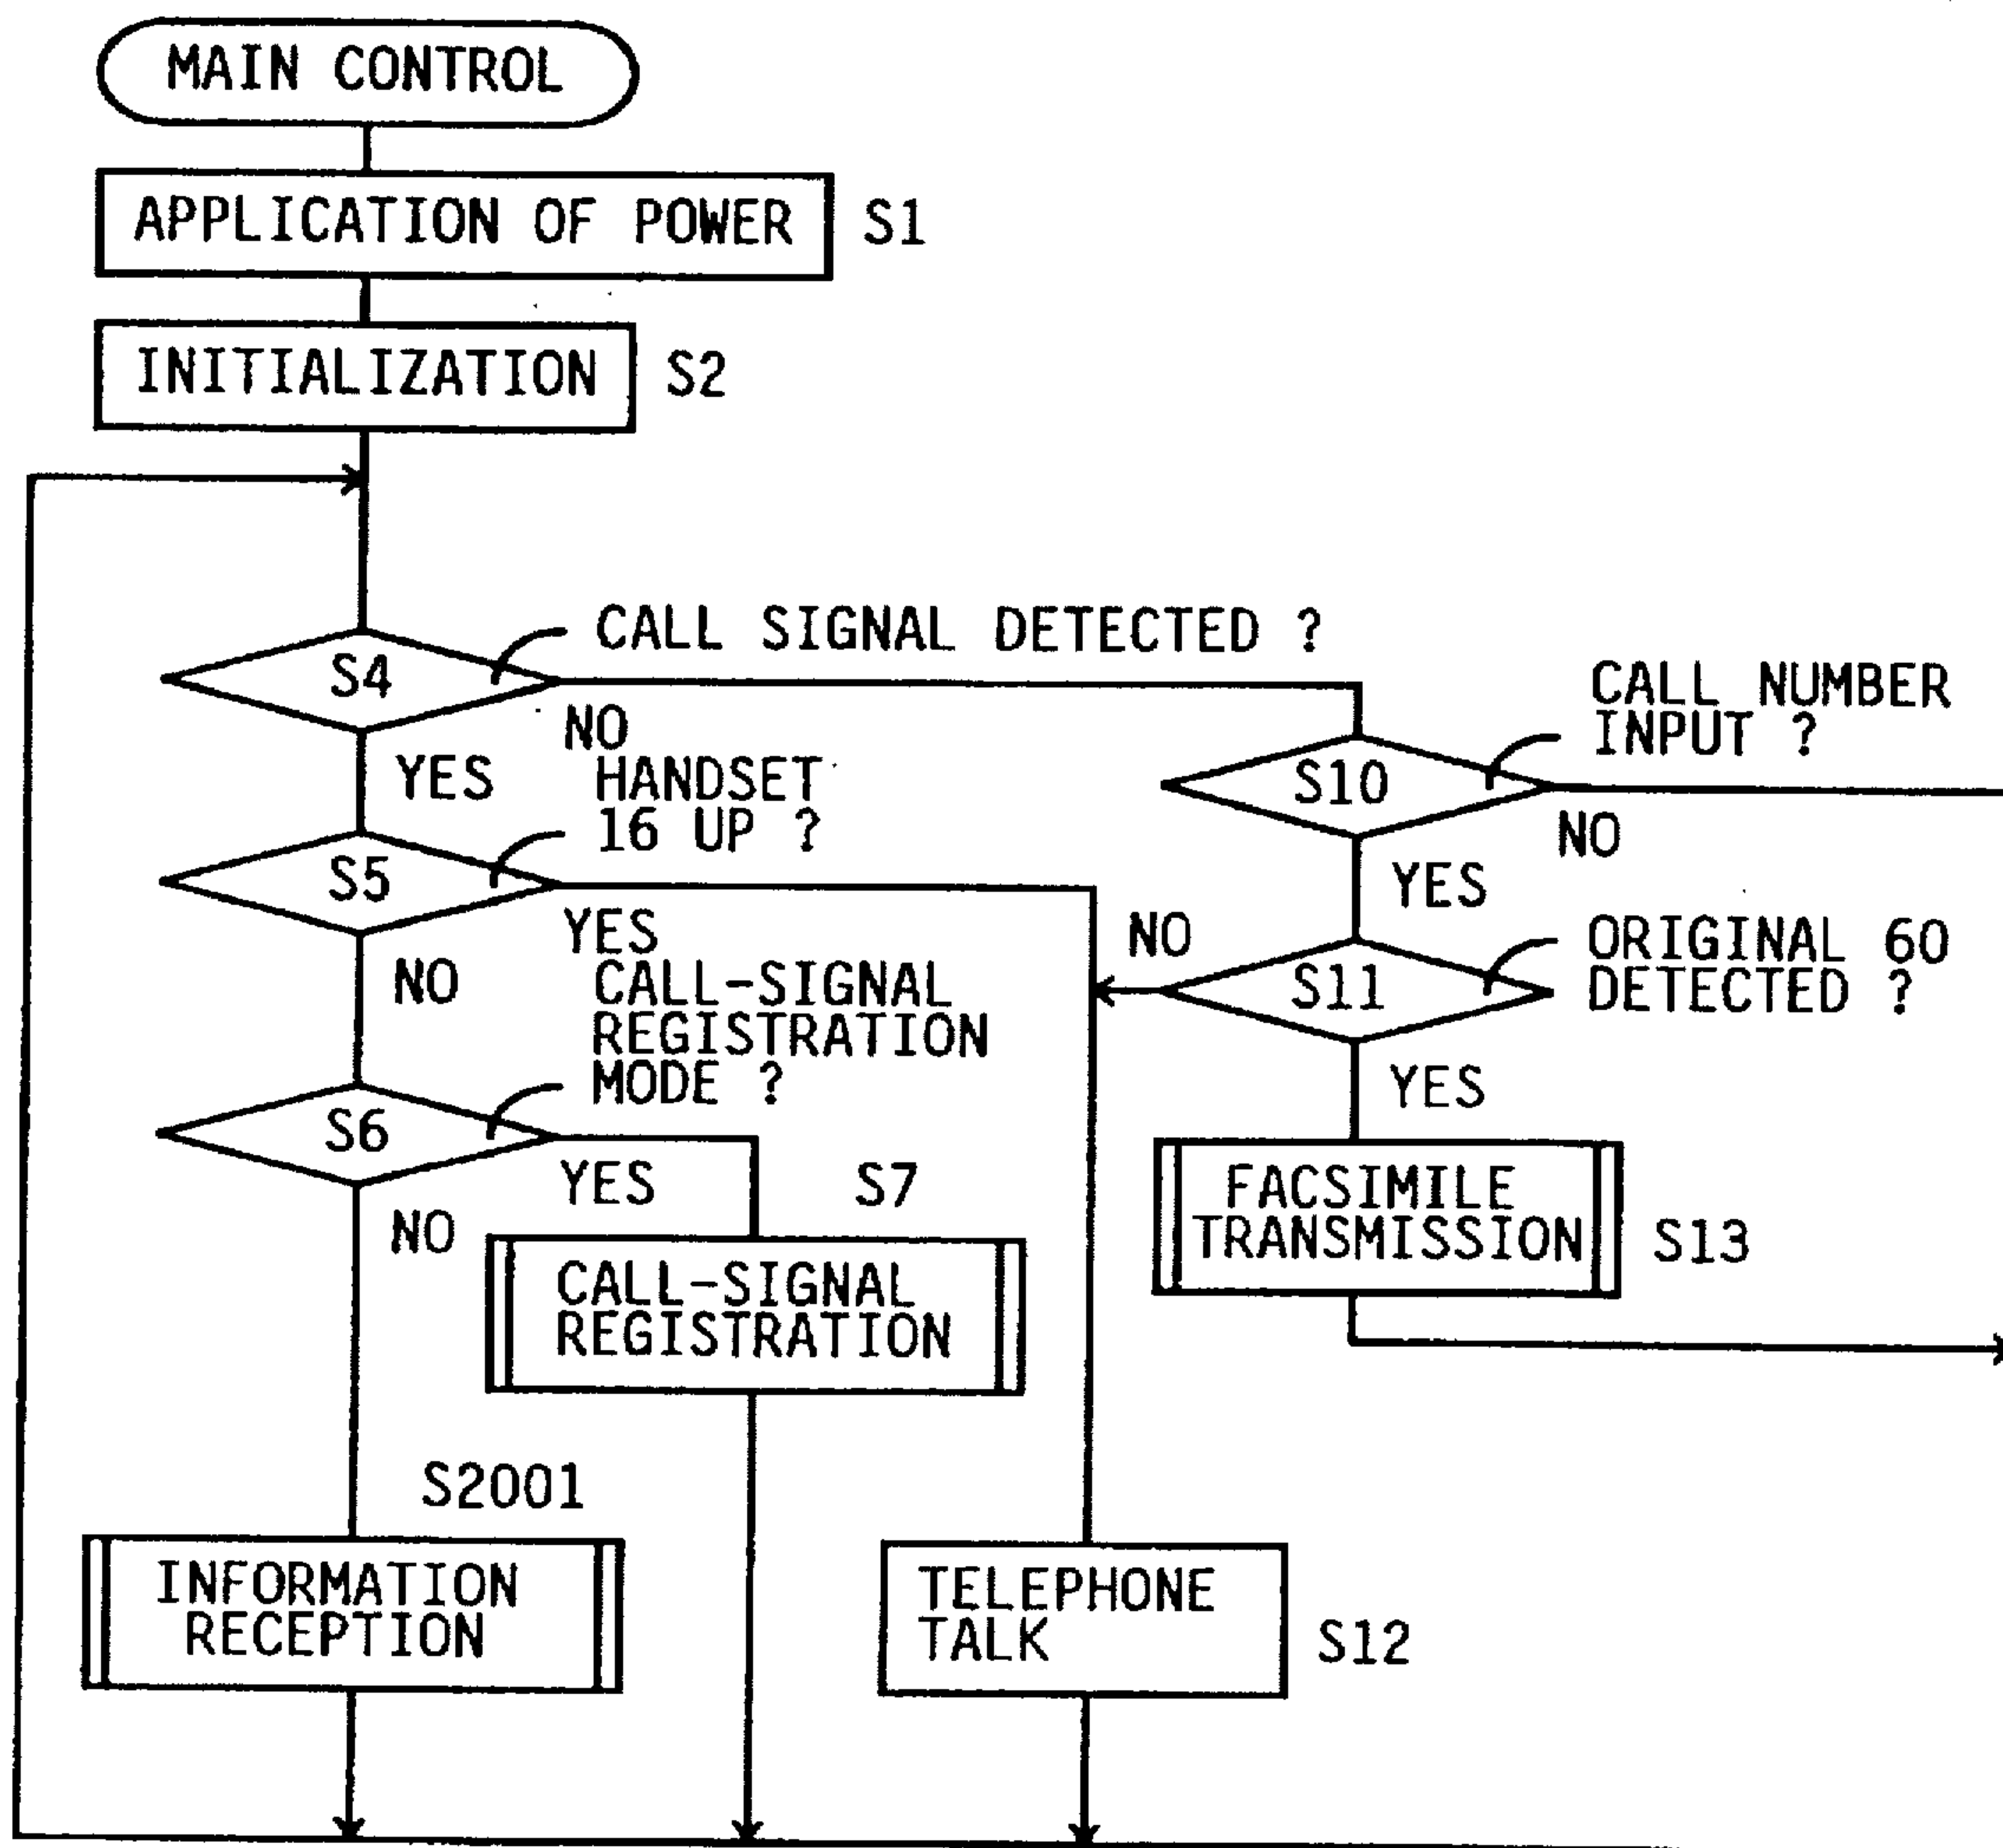 MAIN CONTROL
APPLICATION OF POWER
S1
INITIALIZATION
S2
CALL SIGNAL DETECTED ?
S4
NO
YES
CALL NUMBER
INPUT ?
S10
NO
YES
HANDSET
16 UP ?
S5
YES
NO
NO
ORIGINAL 60
DETECTED ?
S11
YES
CALL-SIGNAL
REGISTRATION
MODE ?
S6
YES
NO
S7
CALL-SIGNAL
REGISTRATION
FACSIMILE
TRANSMISSION
S13
S2001
INFORMATION
RECEPTION
TELEPHONE
TALK
S12